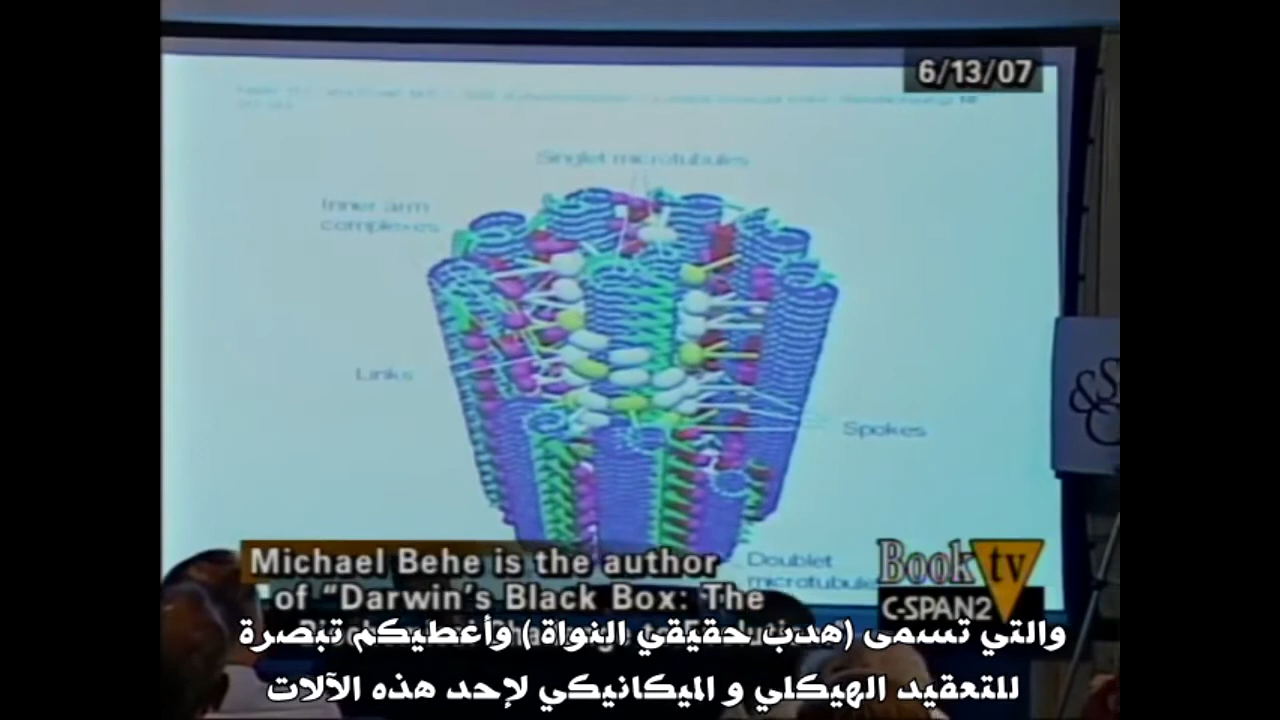 6/13/07
Singlet microtubules
Inner arm
complexes
Links
Spokes
Doublet
microtubule
Michael Behe is the author
of “Darwin’s Black Box: The
Book tv
C-SPAN2
والتي تسمى (هدب حقيقي النواة ) وأعطيكم تبصرة
للتعقيد الهيكلي و الميكانيكي لإحد هذه الآلات